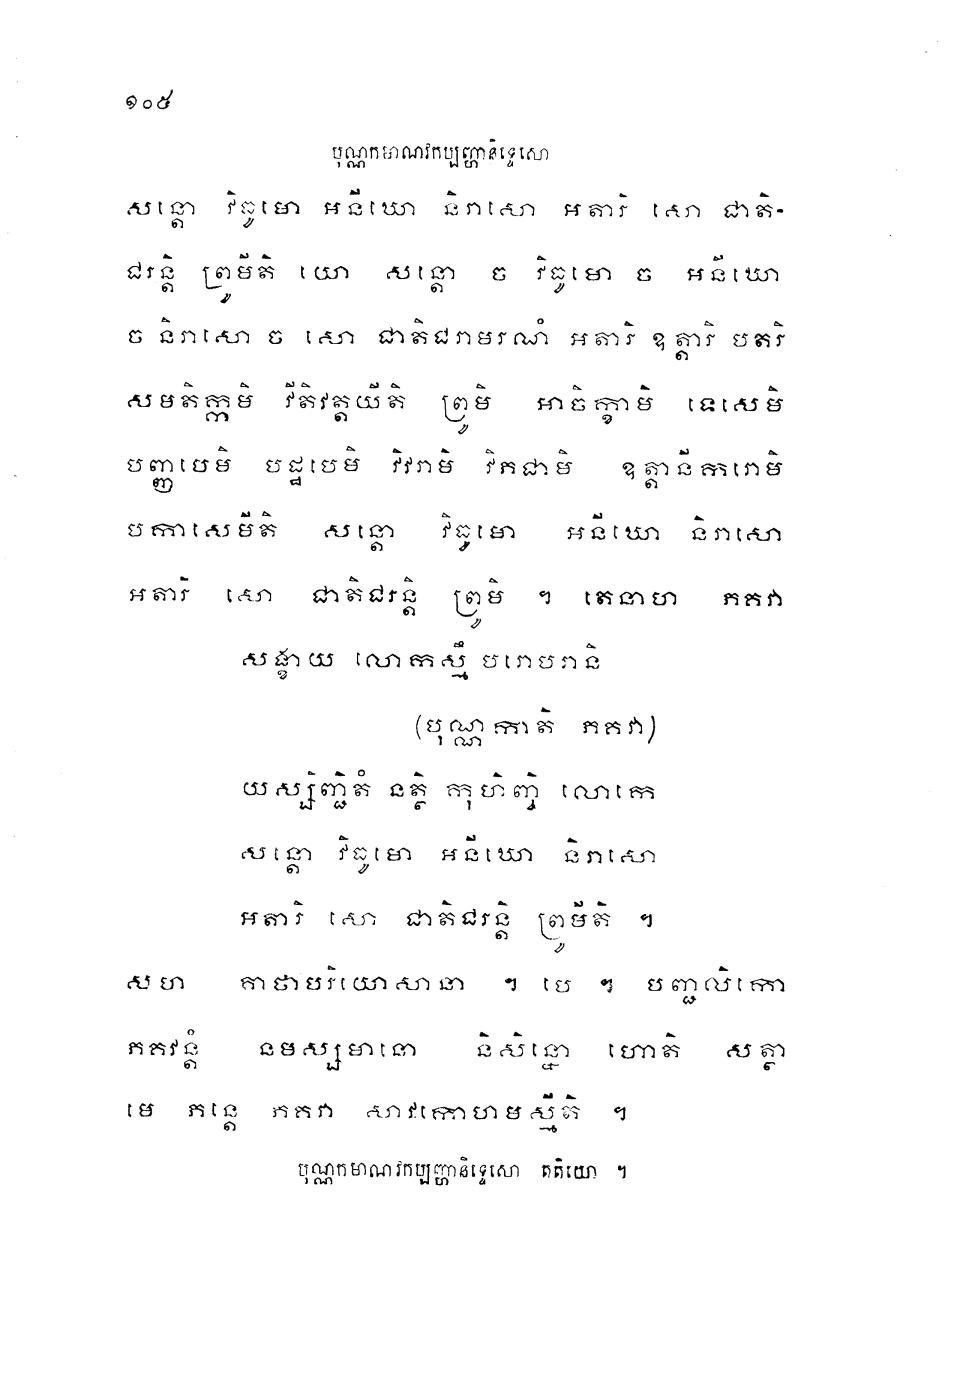 ១០៥
បុណ្ណកមាណវកប្បញ្ហានិទ្ទេសោ
សន្តោ វិធូមោ អនីឃោ និរាសោ អតារិ សោ ជាតិ-
ជរន្តិ ព្រូមីតិ យោ សន្តោ ច វិធូមោ ច អនីឃោ
ច និរាសោ ច សោ ជាតិជរាមរណំ អតារិ ឧត្តារិ បតរិ
សមតិក្កមិ វីតិវត្តយីតិ ព្រូមិ អាចិក្ខាមិ ទេសេមិ
បញ្ញបេមិ បដ្ឋបេមិ វិវរាមិ វិភជាមិ ឧត្តានីករោមិ
បកាសេមីតិ សន្តោ វិធូមោ អនីឃោ និរាសោ
អតារិ សោ ជាតិជរន្តិ ព្រូមិ ។ តេនាហ ភគវា
សង្ខាយ លោកស្មឹ បរោបរានិ
(បុណ្ណកាតិ ភគវា)
យស្សិញ្ជិតំ នត្ថិ កុហិញ្ចិ លោកេ
សន្តោ វិធូមោ អនីឃោ និរាសោ
អតារិ សោ ជាតិជរន្តិ ព្រូមីតិ ។
សហ គាថាបរិយោសានា ។ បេ ។ បញ្ជលិកោ
ភគវន្តំ នមស្សមានោ និសិន្នោ ហោតិ សត្ថា
មេ ភន្តេ ភគវា សាវកោហមស្មីតិ ។
បុណ្ណកមាណវកប្បញ្ហានិទ្ទេសោ តតិយោ ។